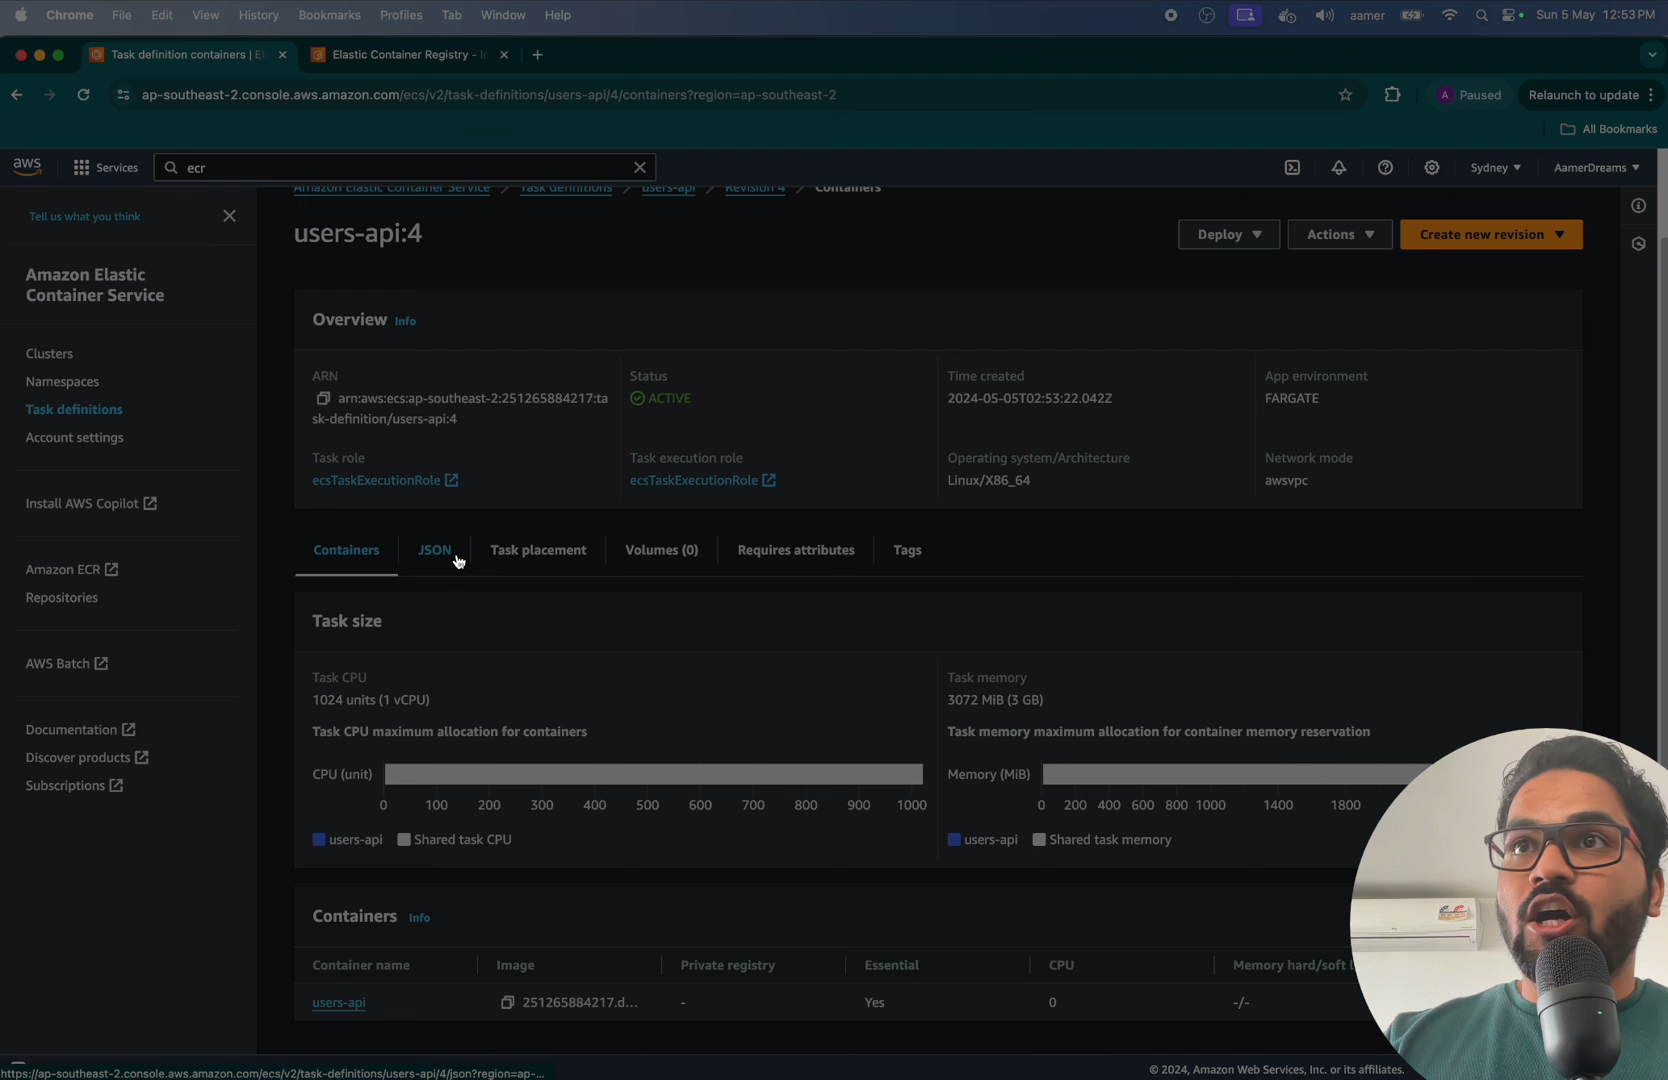 Chrome File Edit View History Bookmarks Profiles Tab Window Help aamer Sun 5 May 12:53 PM
Task definition containers | E Elastic Container Registry - In
ap-southeast-2.console.aws.amazon.com/ecs/v2/task-definitions/users-api/4/containers?region=ap-southeast-2 A Paused Relaunch to update
All Bookmarks
aws Services ecr Sydney AamerDreams
Amazon Elastic Container Service / Task definitions / users-api / Revision 4 / Containers
Tell us what you think
users-api:4 Deploy Actions Create new revision
Amazon Elastic
Container Service
Clusters
Namespaces
Task definitions
Account settings
Install AWS Copilot
Amazon ECR
Repositories
AWS Batch
Documentation
Discover products
Subscriptions
Overview Info
ARN Status Time created App environment
arn:aws:ecs:ap-southeast-2:251265884217:ta ACTIVE 2024-05-05T02:53:22.042Z FARGATE
sk-definition/users-api:4
Task role Task execution role Operating system/Architecture Network mode
ecsTaskExecutionRole ecsTaskExecutionRole Linux/X86_64 awsvpc
Containers JSON Task placement Volumes (0) Requires attributes Tags
Task size
Task CPU Task memory
1024 units (1 vCPU) 3072 MiB (3 GB)
Task CPU maximum allocation for containers Task memory maximum allocation for container memory reservation
CPU (unit) Memory (MiB)
0 100 200 300 400 500 600 700 800 900 1000 0 200 400 600 800 1000 1400 1800
users-api Shared task CPU users-api Shared task memory
Containers Info
Container name Image Private registry Essential CPU Memory hard/soft
users-api 251265884217.d... - Yes 0 -/-
https://ap-southeast-2.console.aws.amazon.com/ecs/v2/task-definitions/users-api/4/json?region=ap-... © 2024, Amazon Web Services, Inc. or its affiliates.